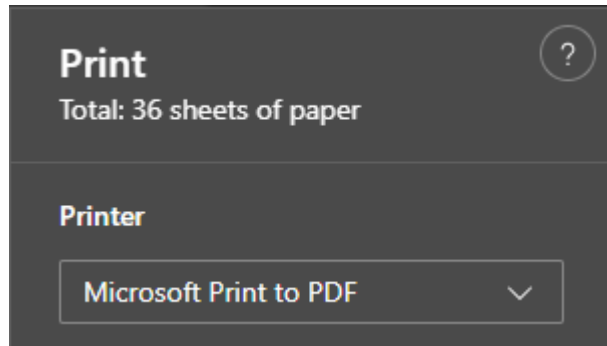 Print
?
Total: 36 sheets of paper
Printer
Microsoft Print to PDF